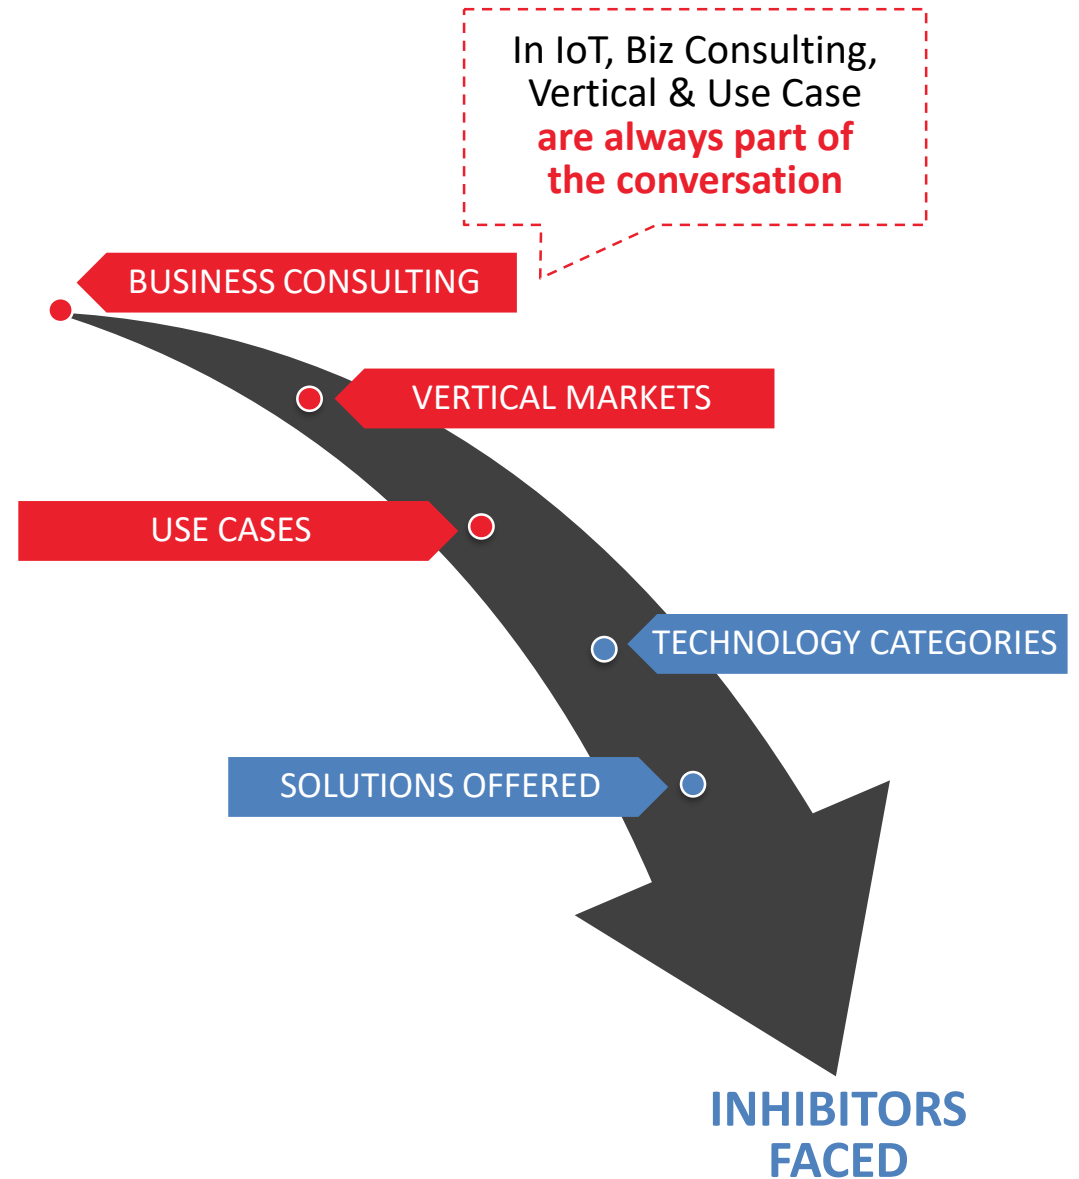 In IoT, Biz Consulting,
Vertical & Use Case
are always part of
the conversation
BUSINESS CONSULTING
VERTICAL MARKETS
USE CASES
TECHNOLOGY CATEGORIES
SOLUTIONS OFFERED
INHIBITORS
FACED